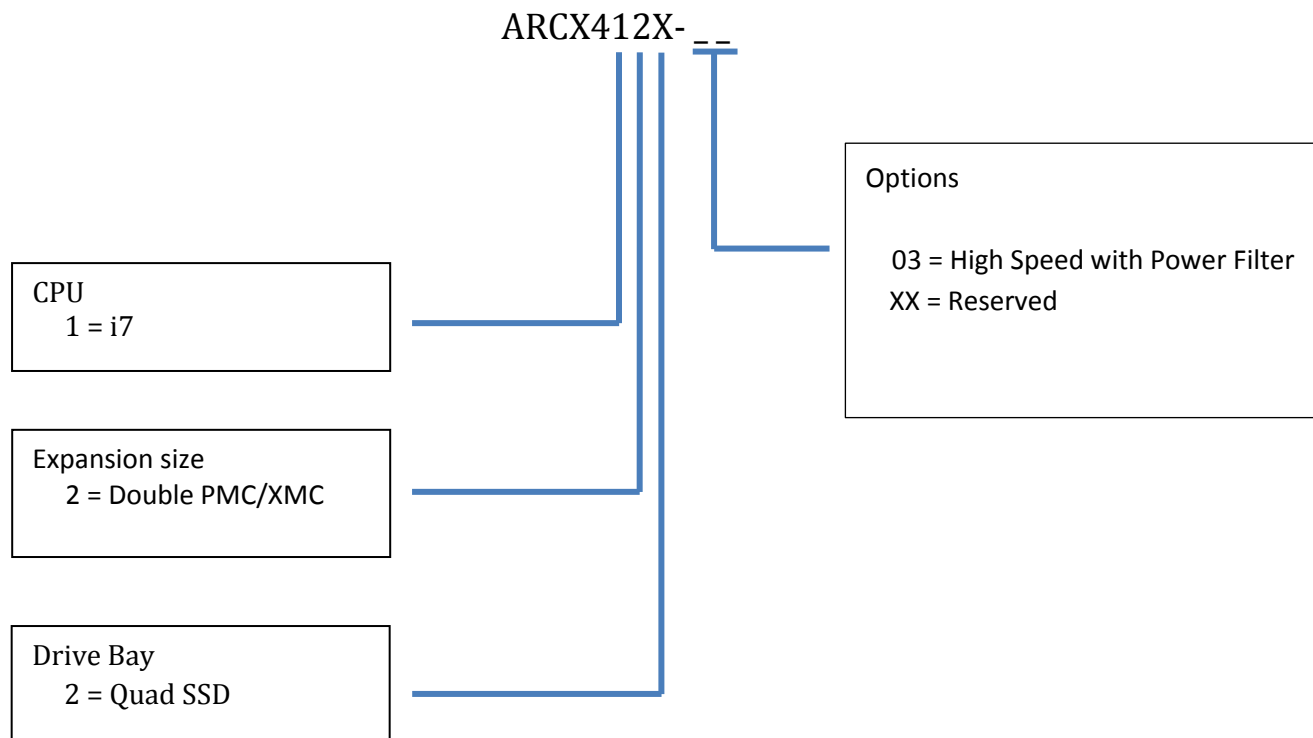 ARCX412X- _ _
Options
03 = High Speed with Power Filter
XX = Reserved
CPU
1 = i7
Expansion size
2 = Double PMC/XMC
Drive Bay
2 = Quad SSD